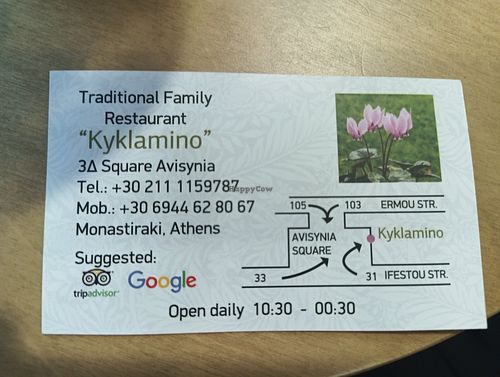 Traditional Family
Restaurant
“Kyklamino”
3Δ Square Avisynia
Tel.: +30 211 1159787
Mob.: +30 6944 62 80 67
Monastiraki, Athens
Suggested:
tripadvisor®
Google
105
103
ERMOU STR.
AVISYNIA
SQUARE
Kyklamino
33
31
IFESTOU STR.
Open daily 10:30 - 00:30
HappyCow